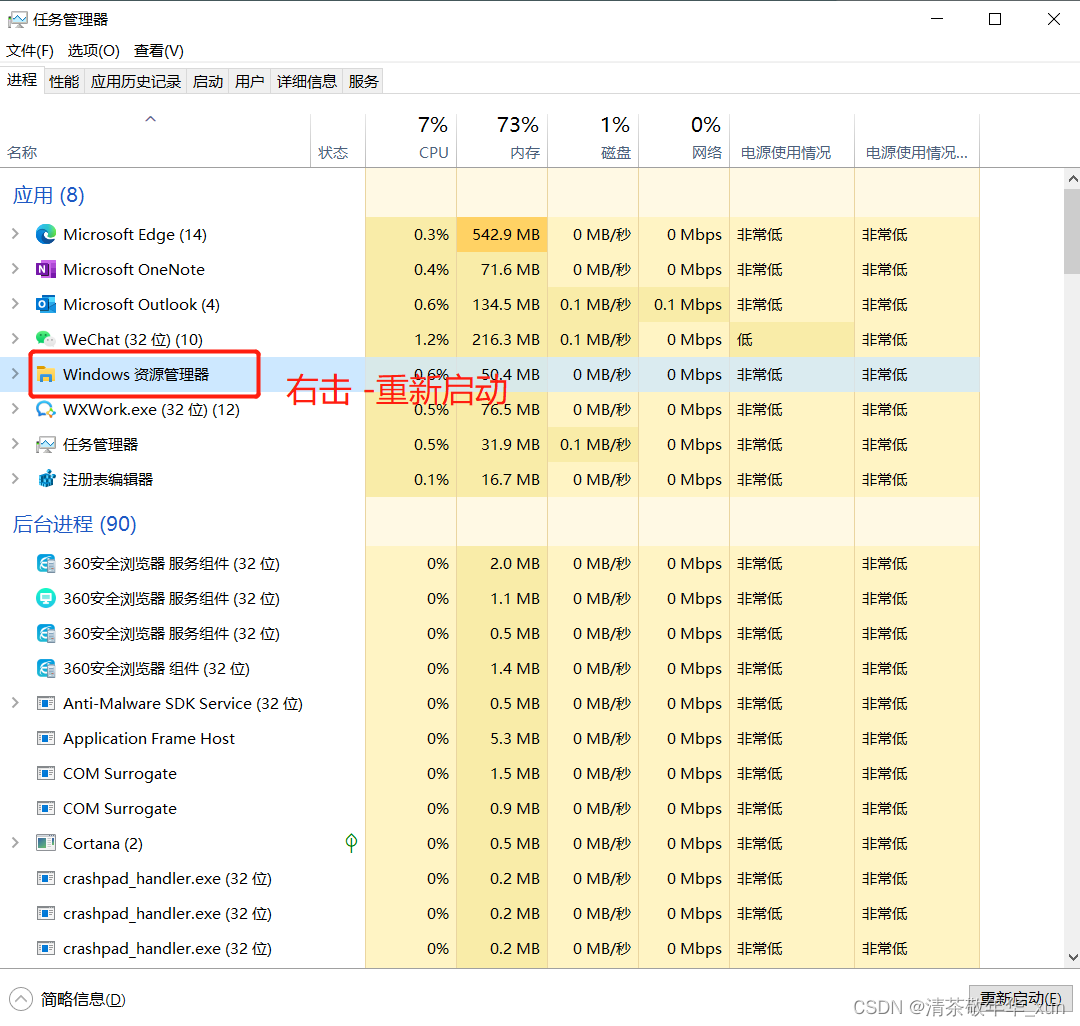 任务管理器
文件(F) 选项(O) 查看(V)
进程 性能 应用历史记录 启动 用户 详细信息 服务
7% 73% 1% 0%
名称 状态 CPU 内存 磁盘 网络 电源使用情况 电源使用情况...
应用 (8)
Microsoft Edge (14) 0.3% 542.9 MB 0 MB/秒 0 Mbps 非常低 非常低
Microsoft OneNote 0.4% 71.6 MB 0 MB/秒 0 Mbps 非常低 非常低
Microsoft Outlook (4) 0.6% 134.5 MB 0.1 MB/秒 0.1 Mbps 非常低 非常低
WeChat (32 位) (10) 1.2% 216.3 MB 0.1 MB/秒 0 Mbps 低 非常低
Windows 资源管理器 0.6% 50.4 MB 0 MB/秒 0 Mbps 非常低 非常低
右击 -重新启动
WXWork.exe (32 位) (12) 0.5% 76.5 MB 0 MB/秒 0 Mbps 非常低 非常低
任务管理器 0.5% 31.9 MB 0.1 MB/秒 0 Mbps 非常低 非常低
注册表编辑器 0.1% 16.7 MB 0 MB/秒 0 Mbps 非常低 非常低
后台进程 (90)
360安全浏览器 服务组件 (32 位) 0% 2.0 MB 0 MB/秒 0 Mbps 非常低 非常低
360安全浏览器 服务组件 (32 位) 0% 1.1 MB 0 MB/秒 0 Mbps 非常低 非常低
360安全浏览器 服务组件 (32 位) 0% 0.5 MB 0 MB/秒 0 Mbps 非常低 非常低
360安全浏览器 组件 (32 位) 0% 1.4 MB 0 MB/秒 0 Mbps 非常低 非常低
Anti-Malware SDK Service (32 位) 0% 0.5 MB 0 MB/秒 0 Mbps 非常低 非常低
Application Frame Host 0% 5.3 MB 0 MB/秒 0 Mbps 非常低 非常低
COM Surrogate 0% 1.5 MB 0 MB/秒 0 Mbps 非常低 非常低
COM Surrogate 0% 0.9 MB 0 MB/秒 0 Mbps 非常低 非常低
Cortana (2) 0% 0.5 MB 0 MB/秒 0 Mbps 非常低 非常低
crashpad_handler.exe (32 位) 0% 0.2 MB 0 MB/秒 0 Mbps 非常低 非常低
crashpad_handler.exe (32 位) 0% 0.2 MB 0 MB/秒 0 Mbps 非常低 非常低
crashpad_handler.exe (32 位) 0% 0.2 MB 0 MB/秒 0 Mbps 非常低 非常低
简略信息(D) 重新启动(E)
CSDN @清茶敬年华_xun